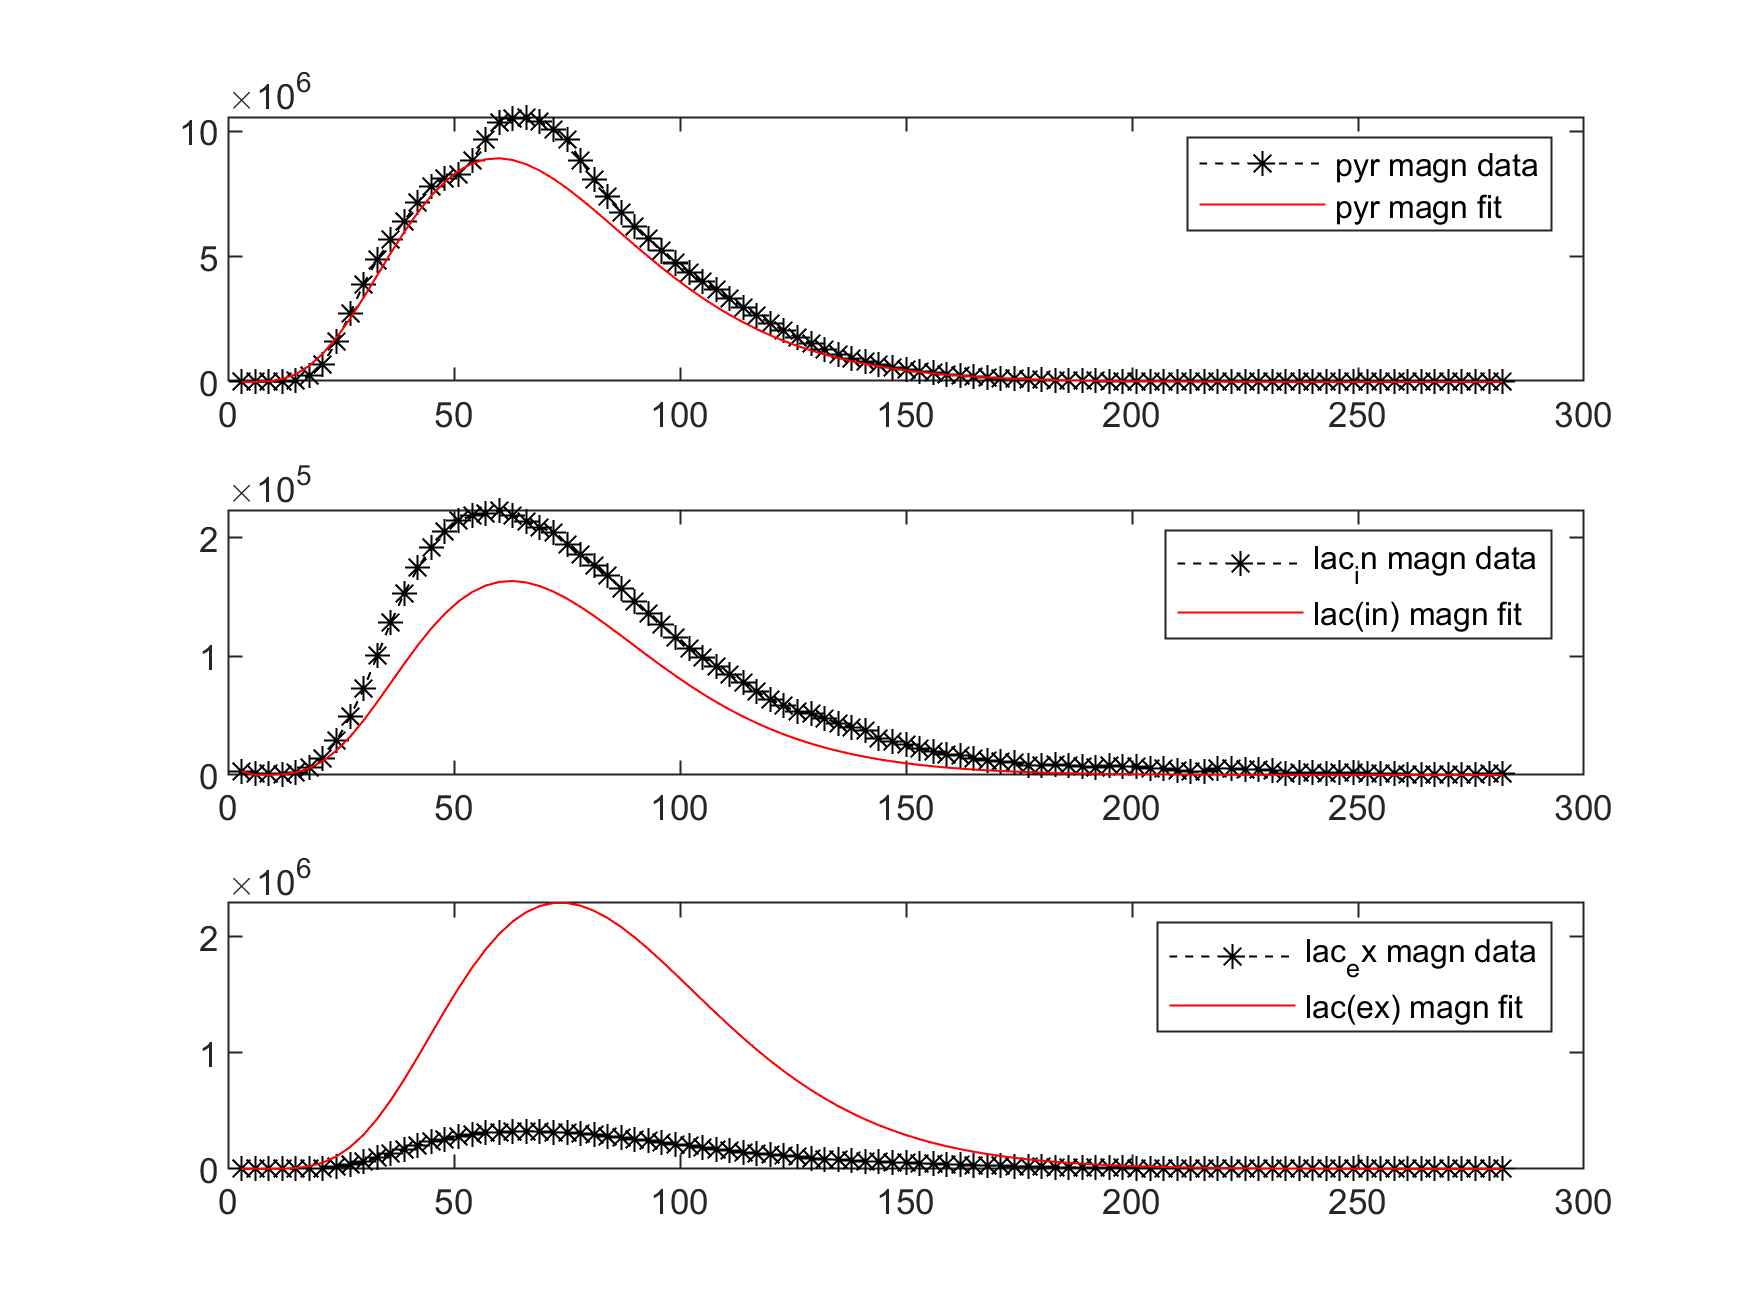 ×10^6
10
5
0
pyr magn data
pyr magn fit
0 50 100 150 200 250 300
×10^5
2
1
0
lac_in magn data
lac(in) magn fit
0 50 100 150 200 250 300
×10^6
2
1
0
lac_ex magn data
lac(ex) magn fit
0 50 100 150 200 250 300